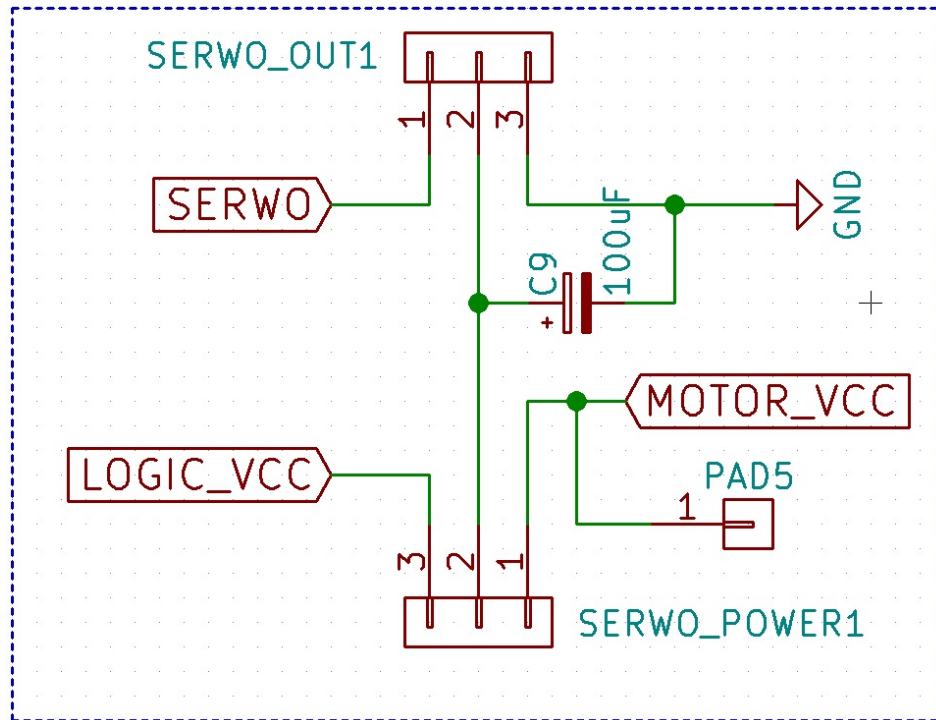 SERWO_OUT1
1 2 3
SERWO
GND
C9
100uF
+
MOTOR_VCC
LOGIC_VCC
PAD5
1
3 2 1
SERWO_POWER1